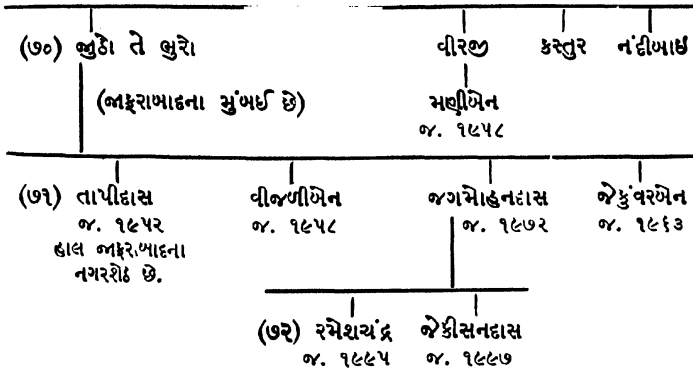 (૭૦) જીુઠો તે ભુરો વીરજી કસ્તુર નંદીબાઈ
(જાફરાબાદના મુંબઈ છે) મણીબેન
જ. ૧૯૫૮
(૭૧) તાપીદાસ વીજળીબેન જગમોહનદાસ જેકુંવરબેન
જ. ૧૯૫૨ જ. ૧૯૫૮ જ. ૧૯૭૨ જ. ૧૯૬૩
હાલ જાફરાબાદના
નગરશેઠ છે.
(૭૨) રમેશચંદ્ર જેકીસનદાસ
જ. ૧૯૯૫ જ. ૧૯૯૭